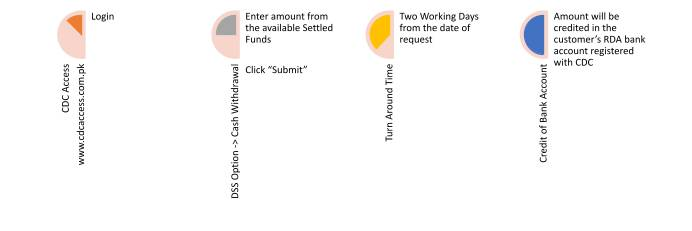 Login
CDC Access
www.cdcaccess.com.pk
Enter amount from
the available Settled
Funds
Click “Submit”
DSS Option -> Cash Withdrawal
Two Working Days
from the date of
request
Turn Around Time
Amount will be
credited in the
customer’s RDA bank
account registered
with CDC
Credit of Bank Account